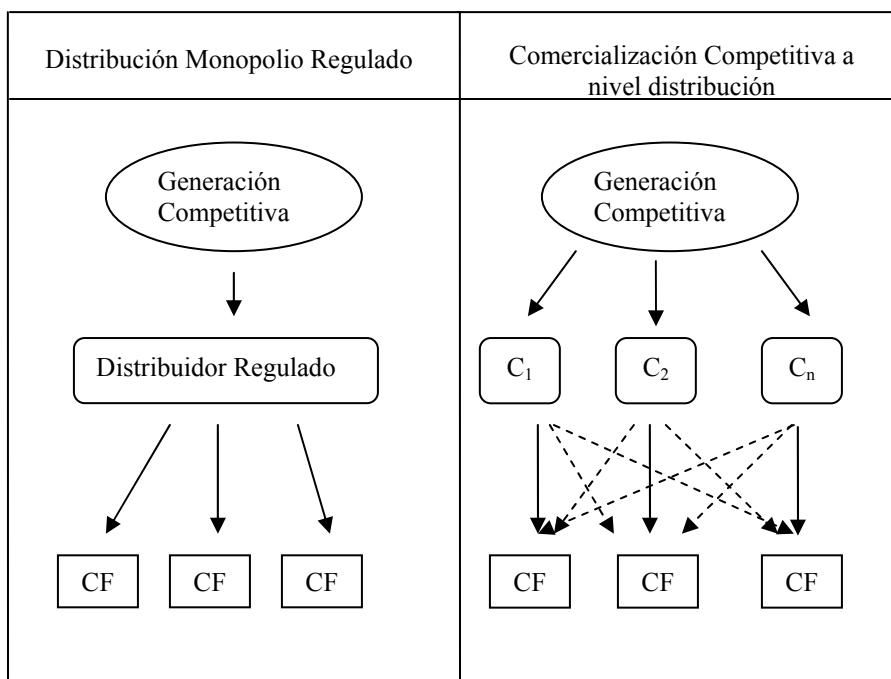 Distribución Monopolio Regulado
Comercialización Competitiva a
nivel distribución
Generación
Competitiva
Distribuidor Regulado
CF CF CF
Generación
Competitiva
C₁ C₂ Cₙ
CF CF CF